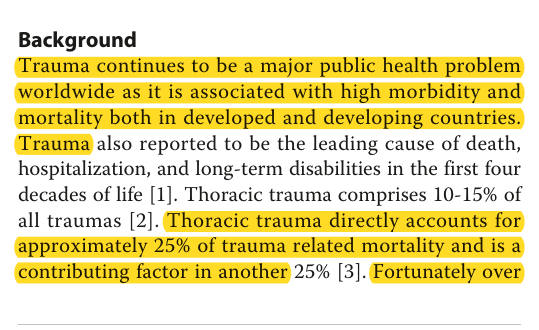 Background
Trauma continues to be a major public health problem
worldwide as it is associated with high morbidity and
mortality both in developed and developing countries.
Trauma also reported to be the leading cause of death,
hospitalization, and long-term disabilities in the first four
decades of life [1]. Thoracic trauma comprises 10-15% of
all traumas [2]. Thoracic trauma directly accounts for
approximately 25% of trauma related mortality and is a
contributing factor in another 25% [3]. Fortunately over